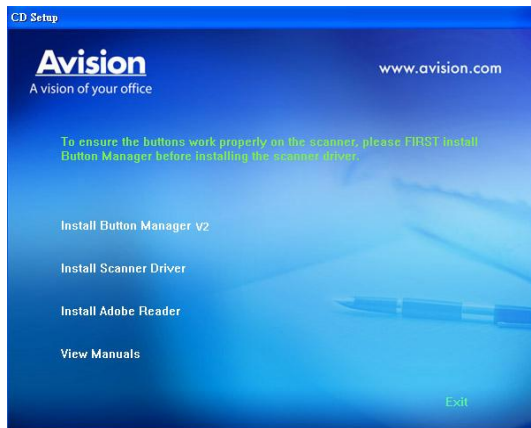 CD Setup
Avision
www.avision.com
A vision of your office
To ensure the buttons work properly on the scanner, please FIRST install
Button Manager before installing the scanner driver.
Install Button Manager V2
Install Scanner Driver
Install Adobe Reader
View Manuals
Exit